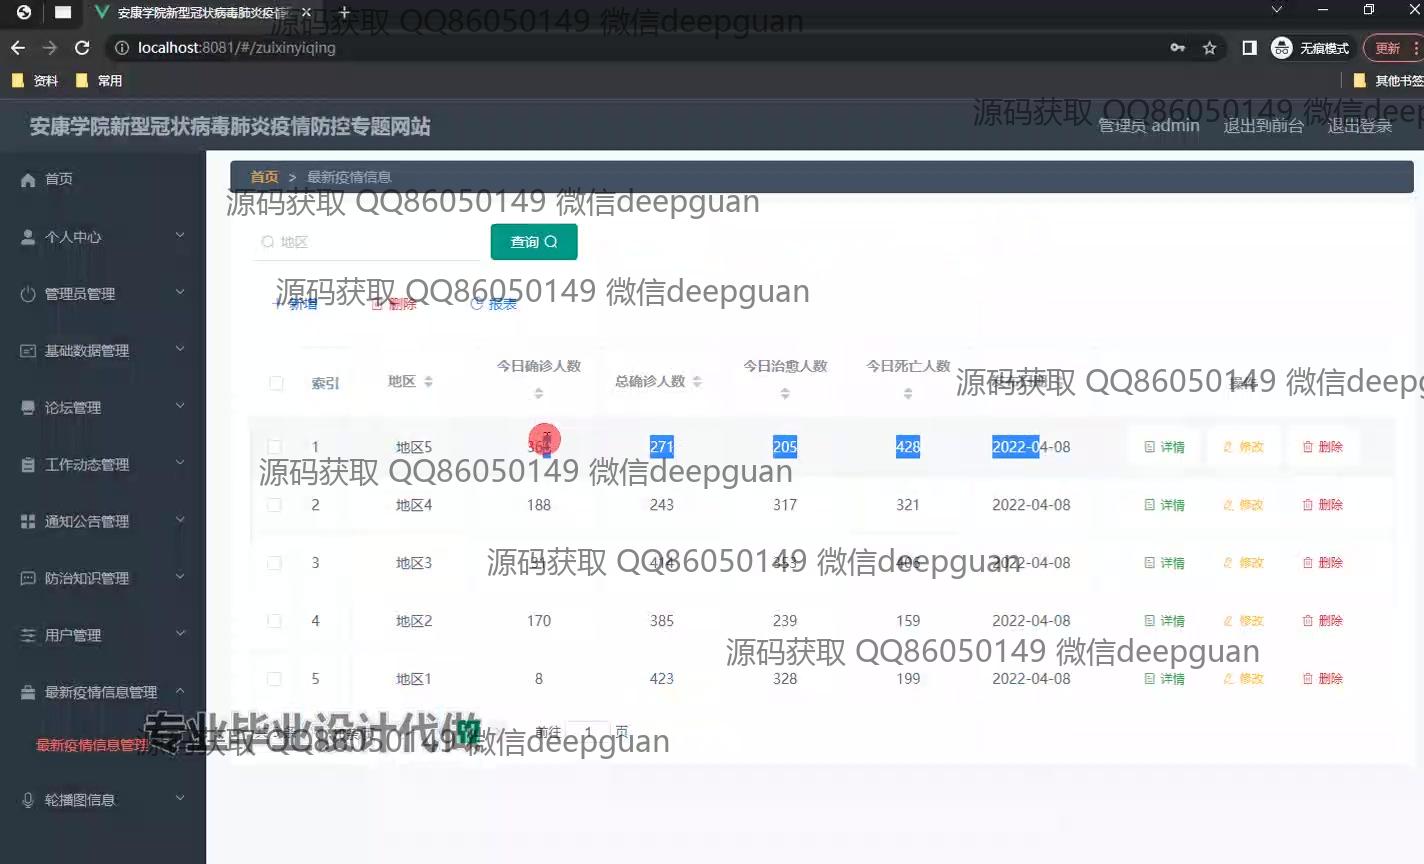 安康学院新型冠状病毒肺炎疫情
源码获取 QQ86050149 微信deepguan
localhost:8081/#/zuixinyiqing
无痕模式
更新
资料
常用
其他书签
安康学院新型冠状病毒肺炎疫情防控专题网站
源码获取 QQ86050149 微信deep
管理员 admin
退出到前台
退出登录
首页
个人中心
管理员管理
基础数据管理
论坛管理
工作动态管理
通知公告管理
防治知识管理
用户管理
最新疫情信息管理
最新疫情信息管理
轮播图信息
首页 > 最新疫情信息
源码获取 QQ86050149 微信deepguan
地区
查询
源码获取 QQ86050149 微信deepguan
新增
删除
报表
索引 地区 今日确诊人数 总确诊人数 今日治愈人数 今日死亡人数
源码获取 QQ86050149 微信deep
1 地区5 271 205 428 2022-04-08 详情 修改 删除
源码获取 QQ86050149 微信deepguan
2 地区4 188 243 317 321 2022-04-08 详情 修改 删除
3 地区3 2022-04-08 详情 修改 删除
源码获取 QQ86050149 微信deepguan
4 地区2 170 385 239 159 2022-04-08 详情 修改 删除
源码获取 QQ86050149 微信deepguan
5 地区1 8 423 328 199 2022-04-08 详情 修改 删除
专业毕业设计代做
前往 1 页
源码获取 QQ86050149 微信deepguan